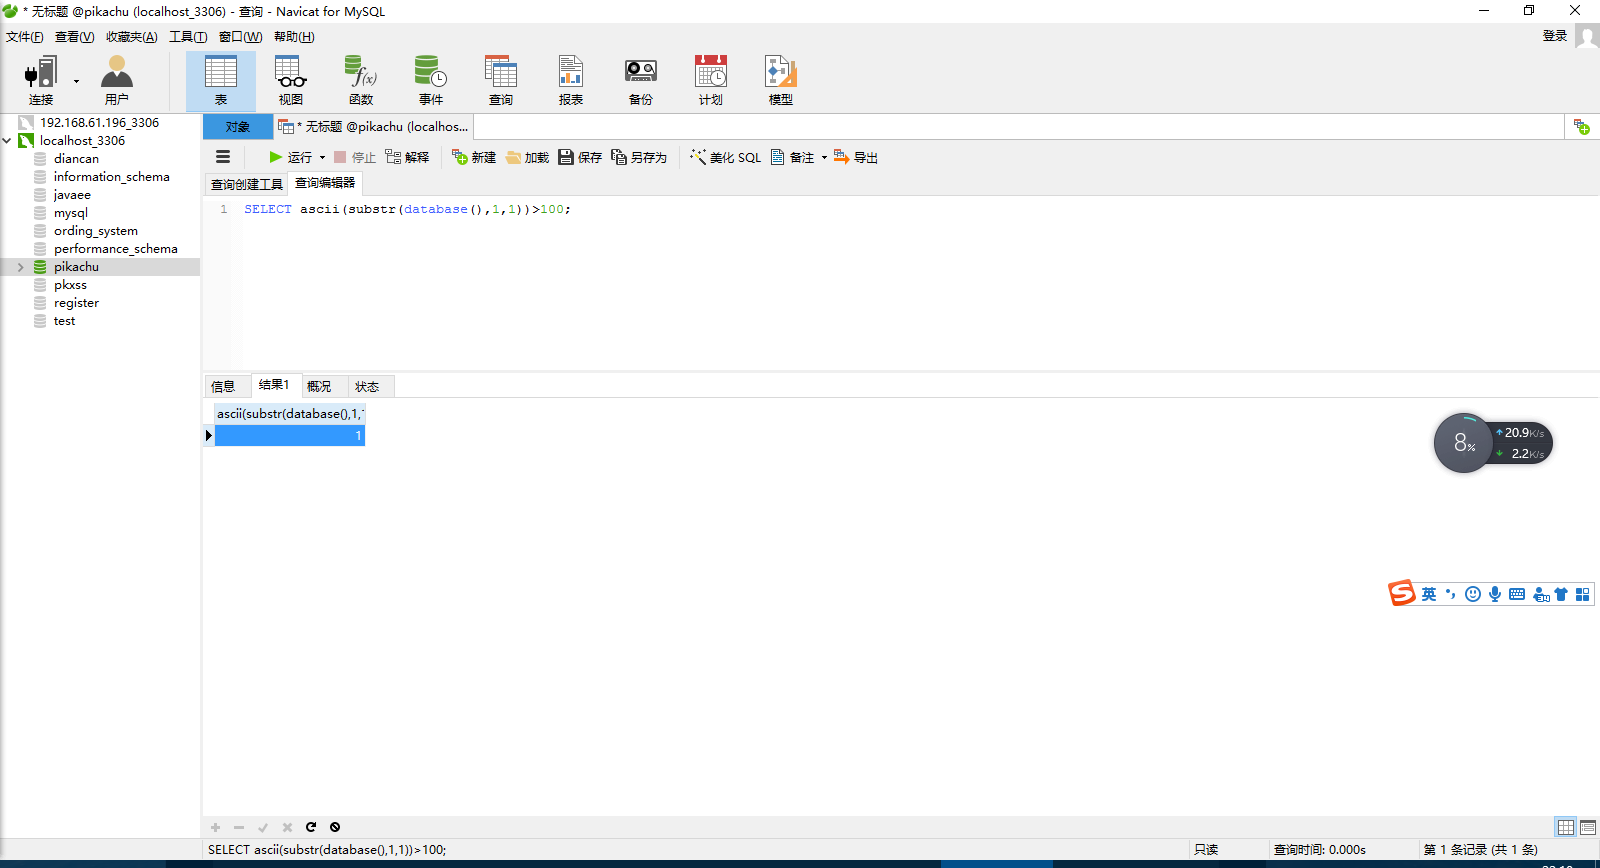 * 无标题 @pikachu (localhost_3306) - 查询 - Navicat for MySQL
文件(F) 查看(V) 收藏夹(A) 工具(T) 窗口(W) 帮助(H) 登录
连接 用户 表 视图 函数 事件 查询 报表 备份 计划 模型
192.168.61.196_3306
localhost_3306
diancan
information_schema
javaee
mysql
ording_system
performance_schema
pikachu
pkxss
register
test
对象 * 无标题 @pikachu (localhos...
运行 停止 解释 新建 加载 保存 另存为 美化 SQL 备注 导出
查询创建工具 查询编辑器
1 SELECT ascii(substr(database(),1,1))>100;
信息 结果1 概况 状态
ascii(substr(database(),1,
1
8% 20.9K/s
2.2K/s
英
SELECT ascii(substr(database(),1,1))>100; 只读 查询时间: 0.000s 第 1 条记录 (共 1 条)